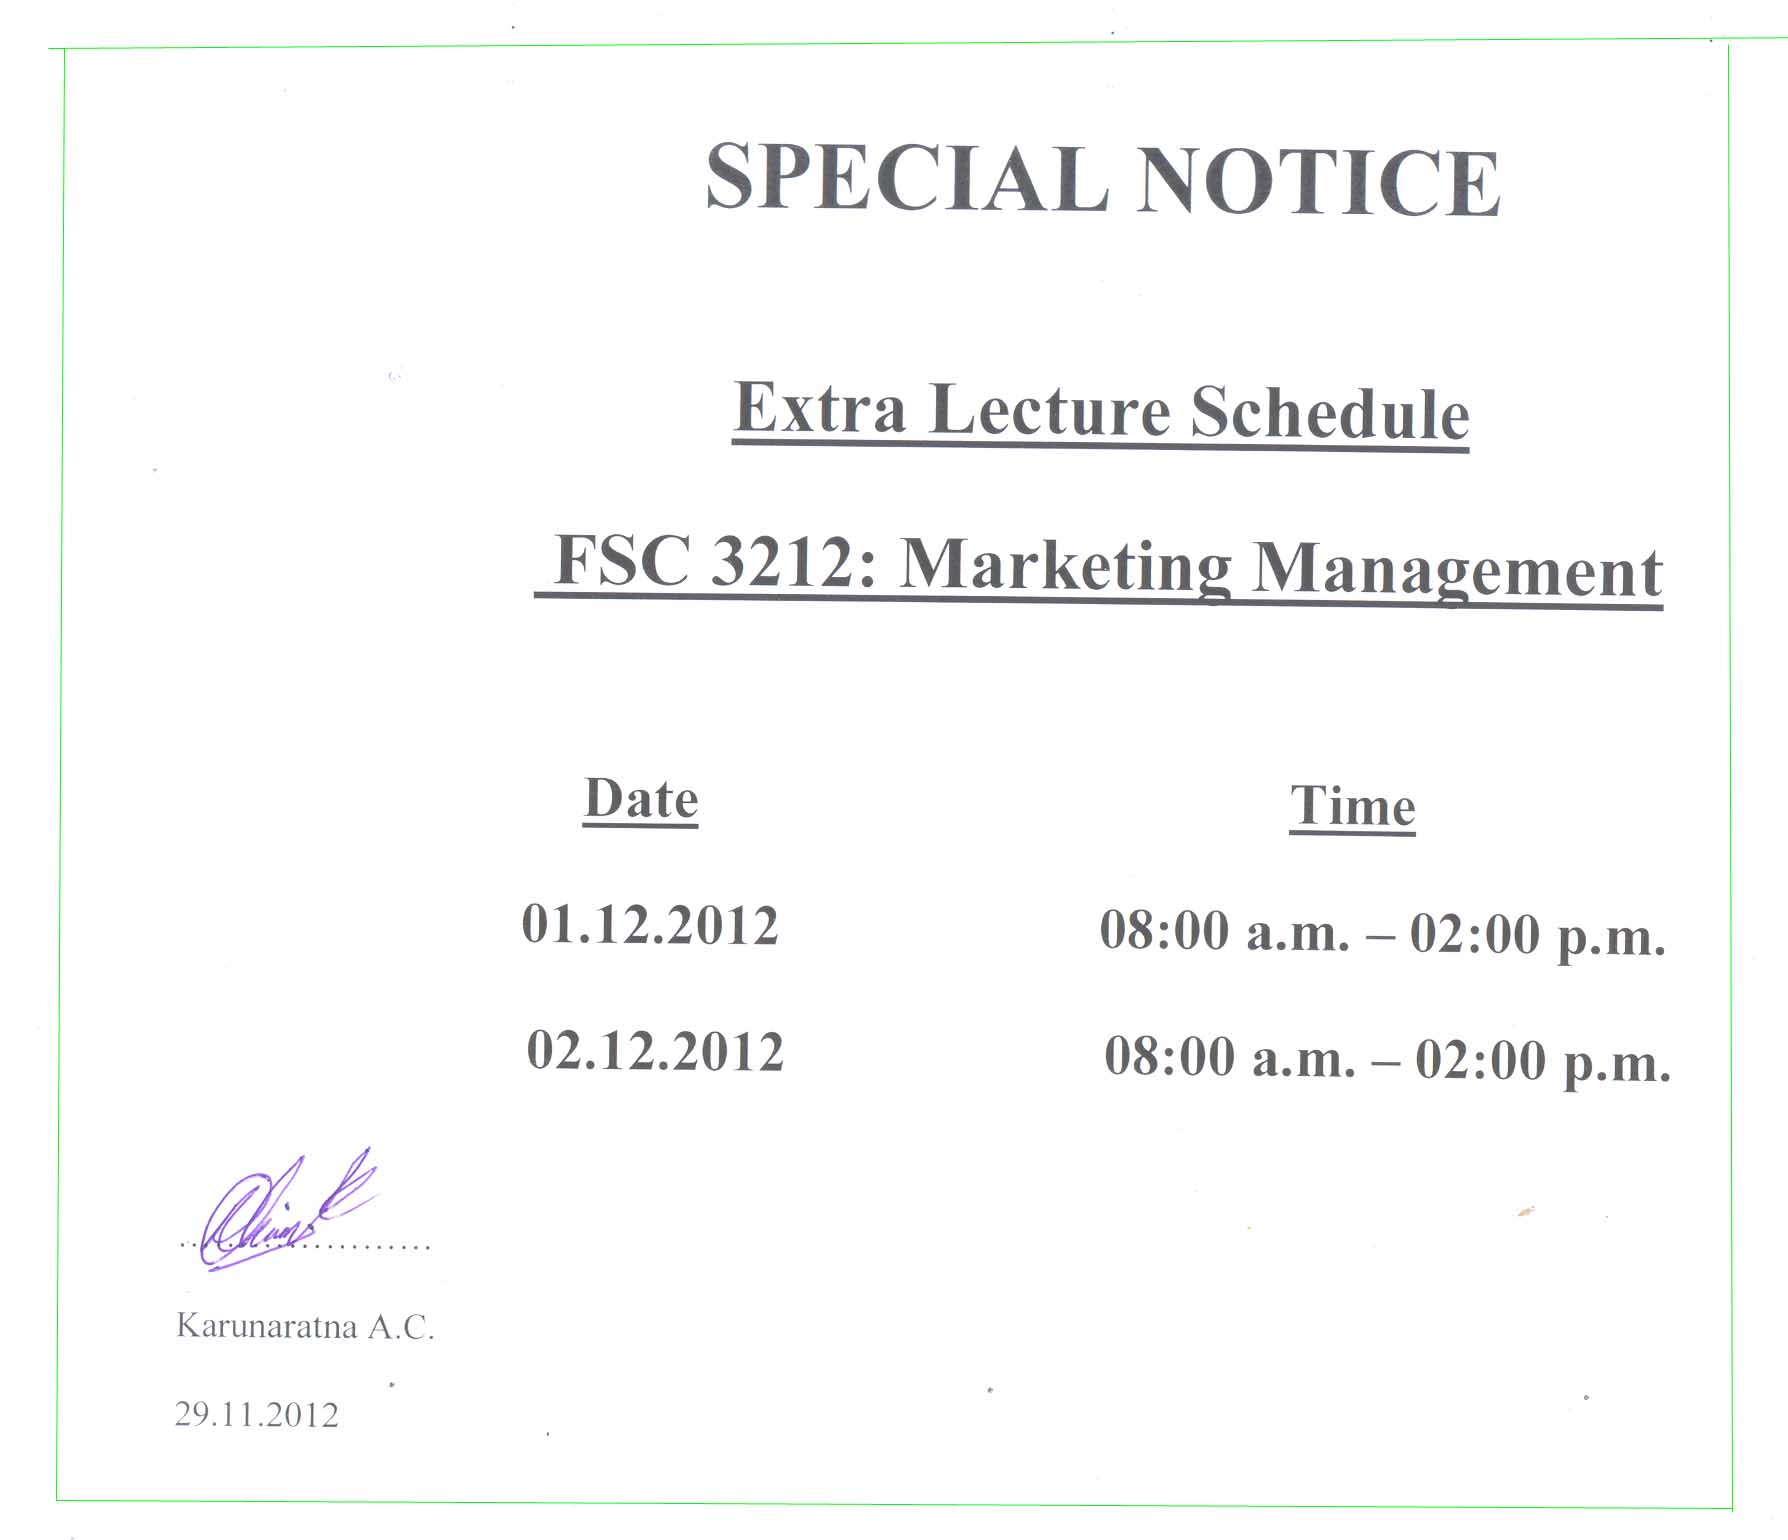 SPECIAL NOTICE
Extra Lecture Schedule
FSC 3212: Marketing Management
Date Time
01.12.2012 08:00 a.m. – 02:00 p.m.
02.12.2012 08:00 a.m. – 02:00 p.m.
.......................
Karunaratna A.C.
29.11.2012